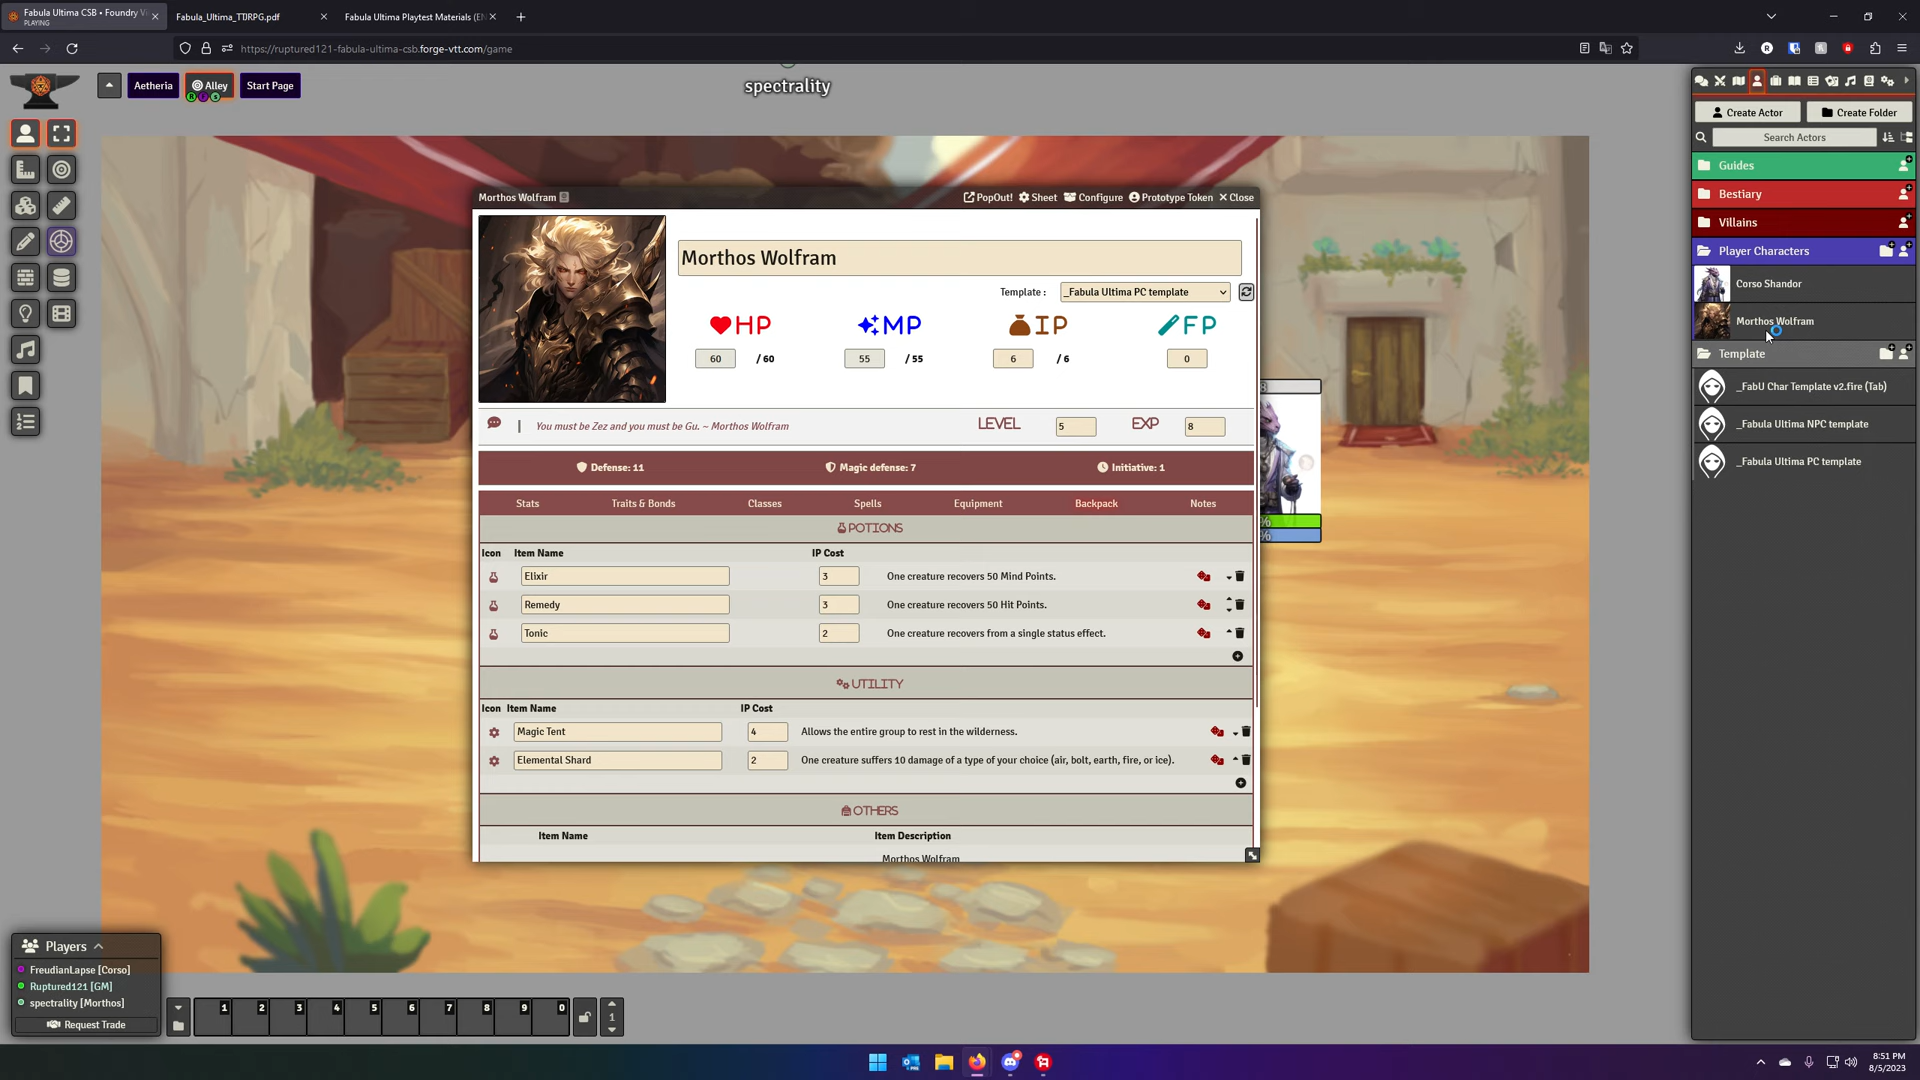 Fabula Ultima CSB • Foundry Vi
PLAYING
Fabula_Ultima_TTJRPG.pdf
Fabula Ultima Playtest Materials (EN
https://ruptured121-fabula-ultima-csb.forge-vtt.com/game
Aetheria
Alley
Start Page
spectrality
Create Actor
Create Folder
Search Actors
Guides
Bestiary
Villains
Player Characters
Corso Shandor
Morthos Wolfram
Template
_FabU Char Template v2.fire (Tab)
_Fabula Ultima NPC template
_Fabula Ultima PC template
Morthos Wolfram
PopOut! Sheet Configure Prototype Token Close
Morthos Wolfram
Template : _Fabula Ultima PC template
HP MP IP FP
60 / 60 55 / 55 6 / 6 0
You must be Zez and you must be Gu. ~ Morthos Wolfram
LEVEL 5 EXP 8
Defense: 11 Magic defense: 7 Initiative: 1
Stats Traits & Bonds Classes Spells Equipment Backpack Notes
POTIONS
Icon Item Name IP Cost
Elixir 3 One creature recovers 50 Mind Points.
Remedy 3 One creature recovers 50 Hit Points.
Tonic 2 One creature recovers from a single status effect.
UTILITY
Icon Item Name IP Cost
Magic Tent 4 Allows the entire group to rest in the wilderness.
Elemental Shard 2 One creature suffers 10 damage of a type of your choice (air, bolt, earth, fire, or ice).
OTHERS
Item Name Item Description
Morthos Wolfram
Players
FreudianLapse [Corso]
Ruptured121 [GM]
spectrality [Morthos]
Request Trade
1 2 3 4 5 6 7 8 9 0
1
8:51 PM
8/5/2023